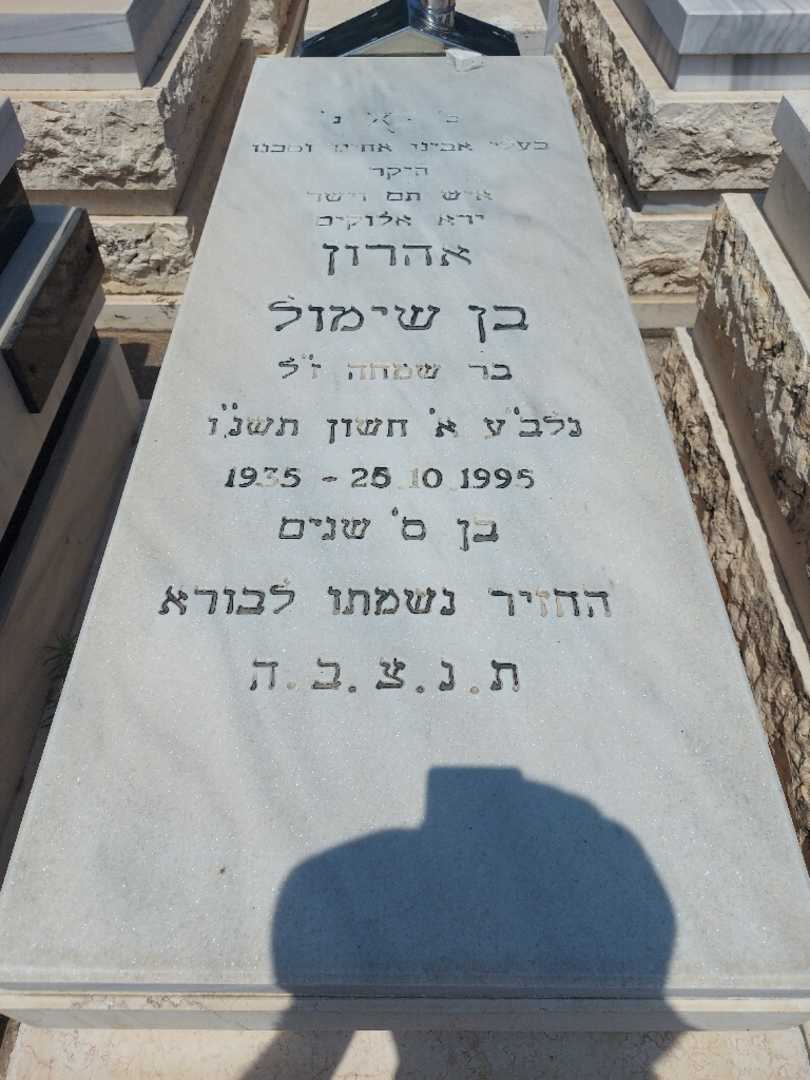 פ׳ נ׳
בעלי אבינו אחינו וסבנו
היקר
איש תם וישר
ירא אלוקים
אהרון
בן שימול
בר שמחה ז״ל
נלב״ע א׳ חשון תשנ״ו
1935 - 25.10.1995
בן ס׳ שנים
החזיר נשמתו לבורא
ת.נ.צ.ב.ה